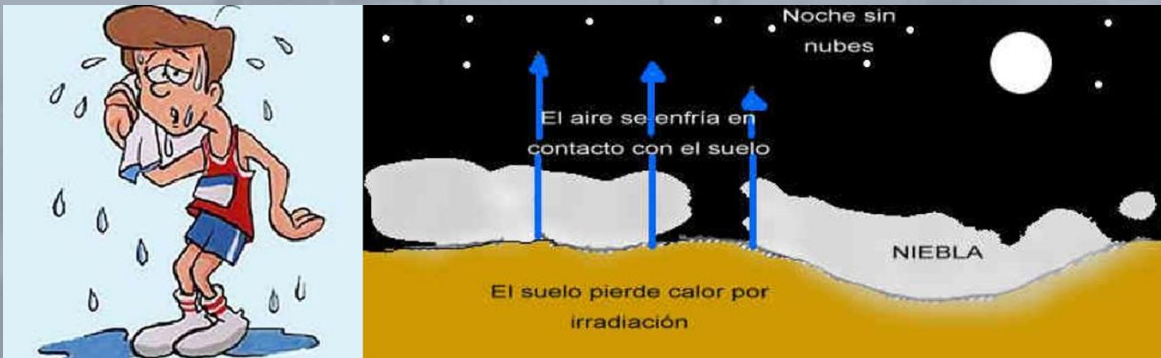 Noche sin
nubes
El aire se enfría en
contacto con el suelo
NIEBLA
El suelo pierde calor por
irradiación